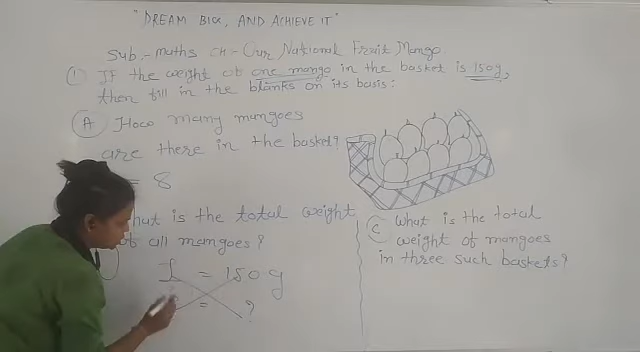 "DREAM BIG, AND ACHIEVE IT"
Sub.- maths CH - Our National Fruit Mango.
① IF the weight of one mango in the basket is 150g,
then fill in the blanks on its basis:
Ⓐ How many mangoes
are there in the basket?
= 8
hat is the total weight
of all mangoes?
1 = 150 g
= ?
Ⓒ What is the total
weight of mangoes
in three such baskets?